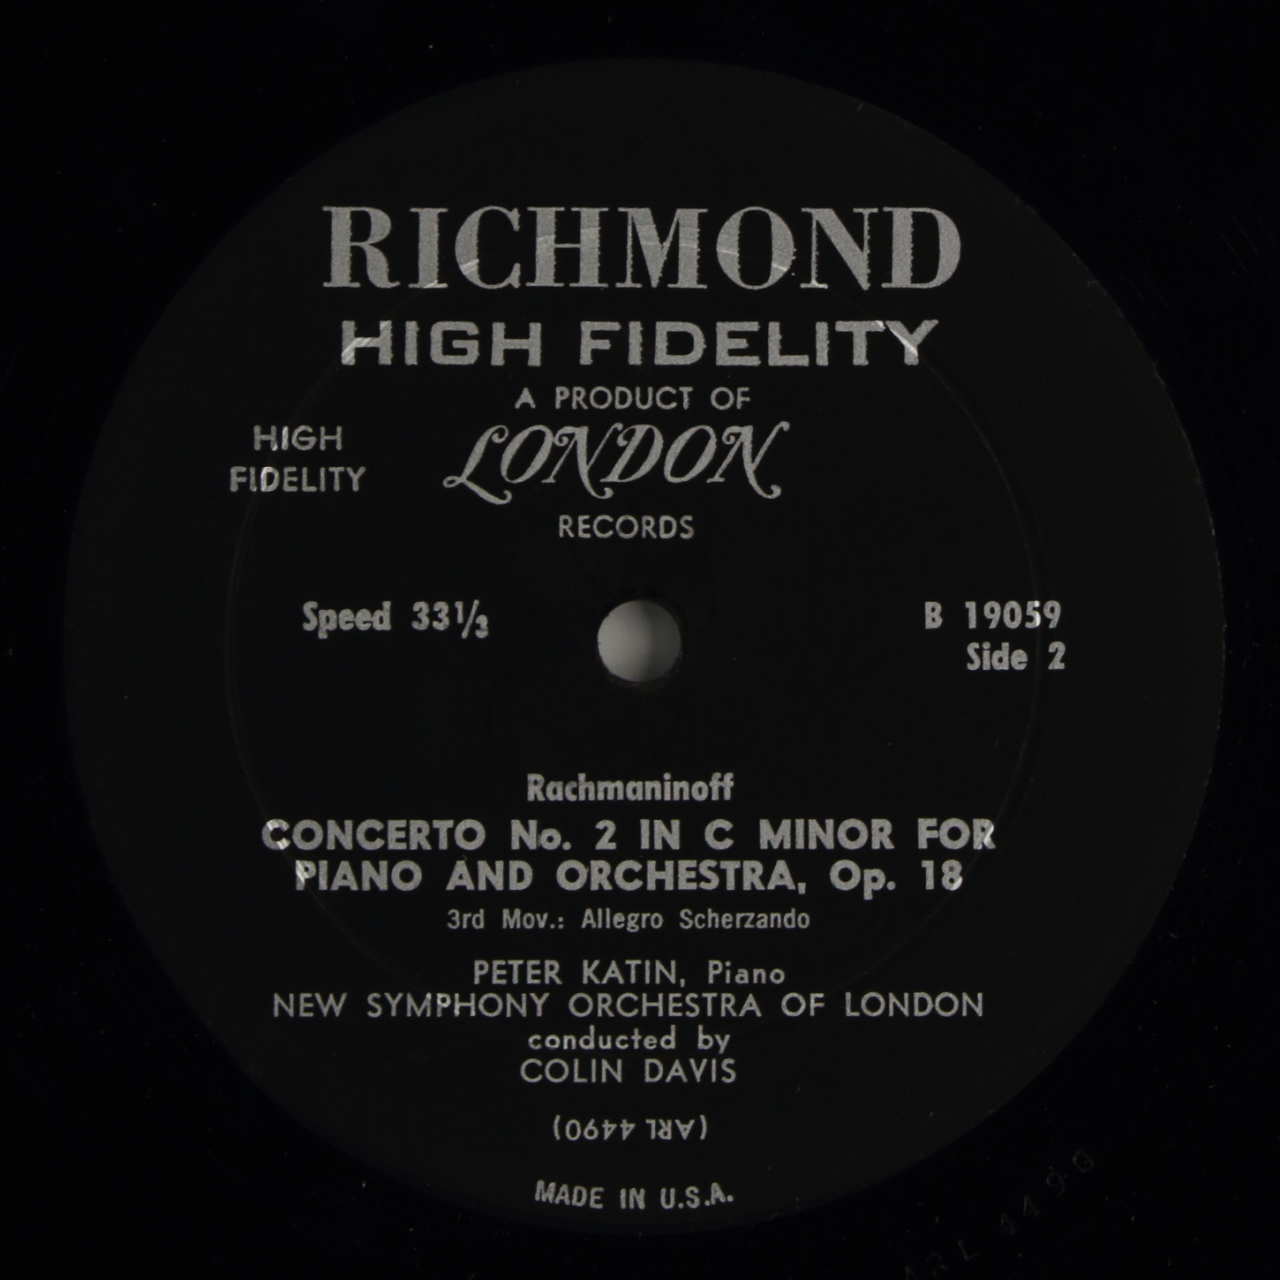 RICHMOND
HIGH FIDELITY
A PRODUCT OF
LONDON
RECORDS
HIGH
FIDELITY
Speed 33⅓
B 19059
Side 2
Rachmaninoff
CONCERTO No. 2 IN C MINOR FOR
PIANO AND ORCHESTRA, Op. 18
3rd Mov.: Allegro Scherzando
PETER KATIN, Piano
NEW SYMPHONY ORCHESTRA OF LONDON
conducted by
COLIN DAVIS
(ARL 4490)
MADE IN U.S.A.
ARL 4490